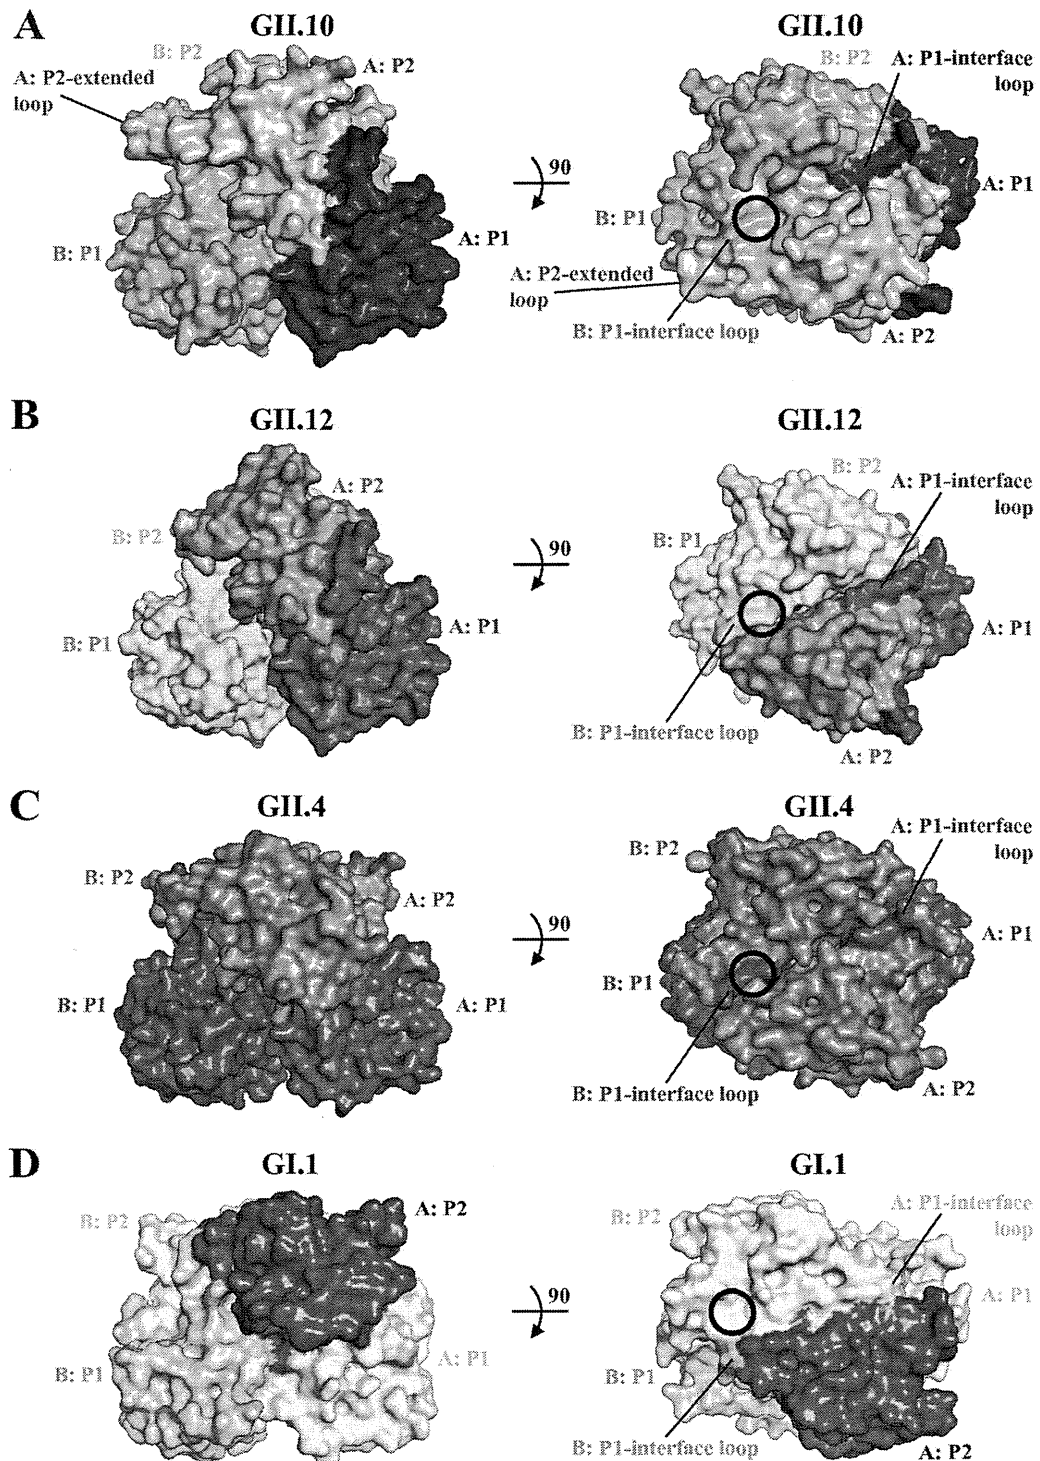 A
GII.10
GII.10
B: P2
A: P2
A: P2-extended
loop
B: P1
A: P1
90
B: P2
A: P1-interface
loop
A: P1
B: P1
A: P2-extended
loop
B: P1-interface loop
A: P2
B
GII.12
GII.12
A: P2
B: P2
B: P1
A: P1
90
B: P2
A: P1-interface
loop
B: P1
A: P1
B: P1-interface loop
A: P2
C
GII.4
GII.4
B: P2
A: P2
B: P1
A: P1
90
B: P2
A: P1-interface
loop
A: P1
B: P1
B: P1-interface loop
A: P2
D
GI.1
GI.1
B: P2
A: P2
B: P1
A: P1
90
B: P2
A: P1-interface
loop
A: P1
B: P1
B: P1-interface loop
A: P2